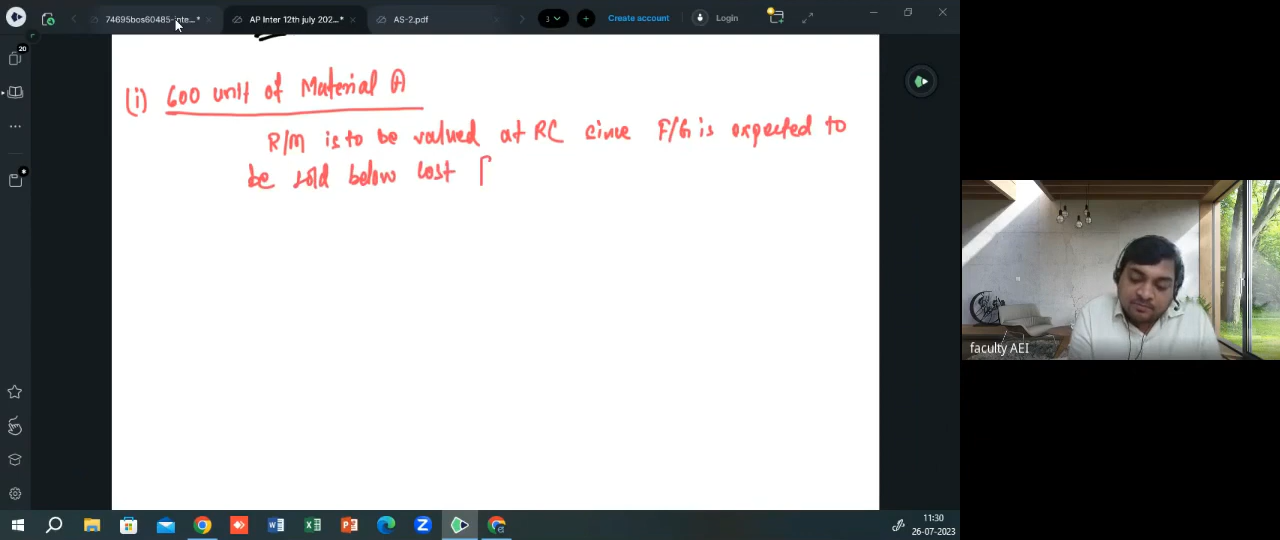 74695bos60485-inte...*
AP Inter 12th july 202...*
AS-2.pdf
3
Create account
Login
20
(i) 600 unit of Material A
R/M is to be valued at RC since F/G is expected to
be sold below cost [
faculty AEI
11:30
26-07-2023